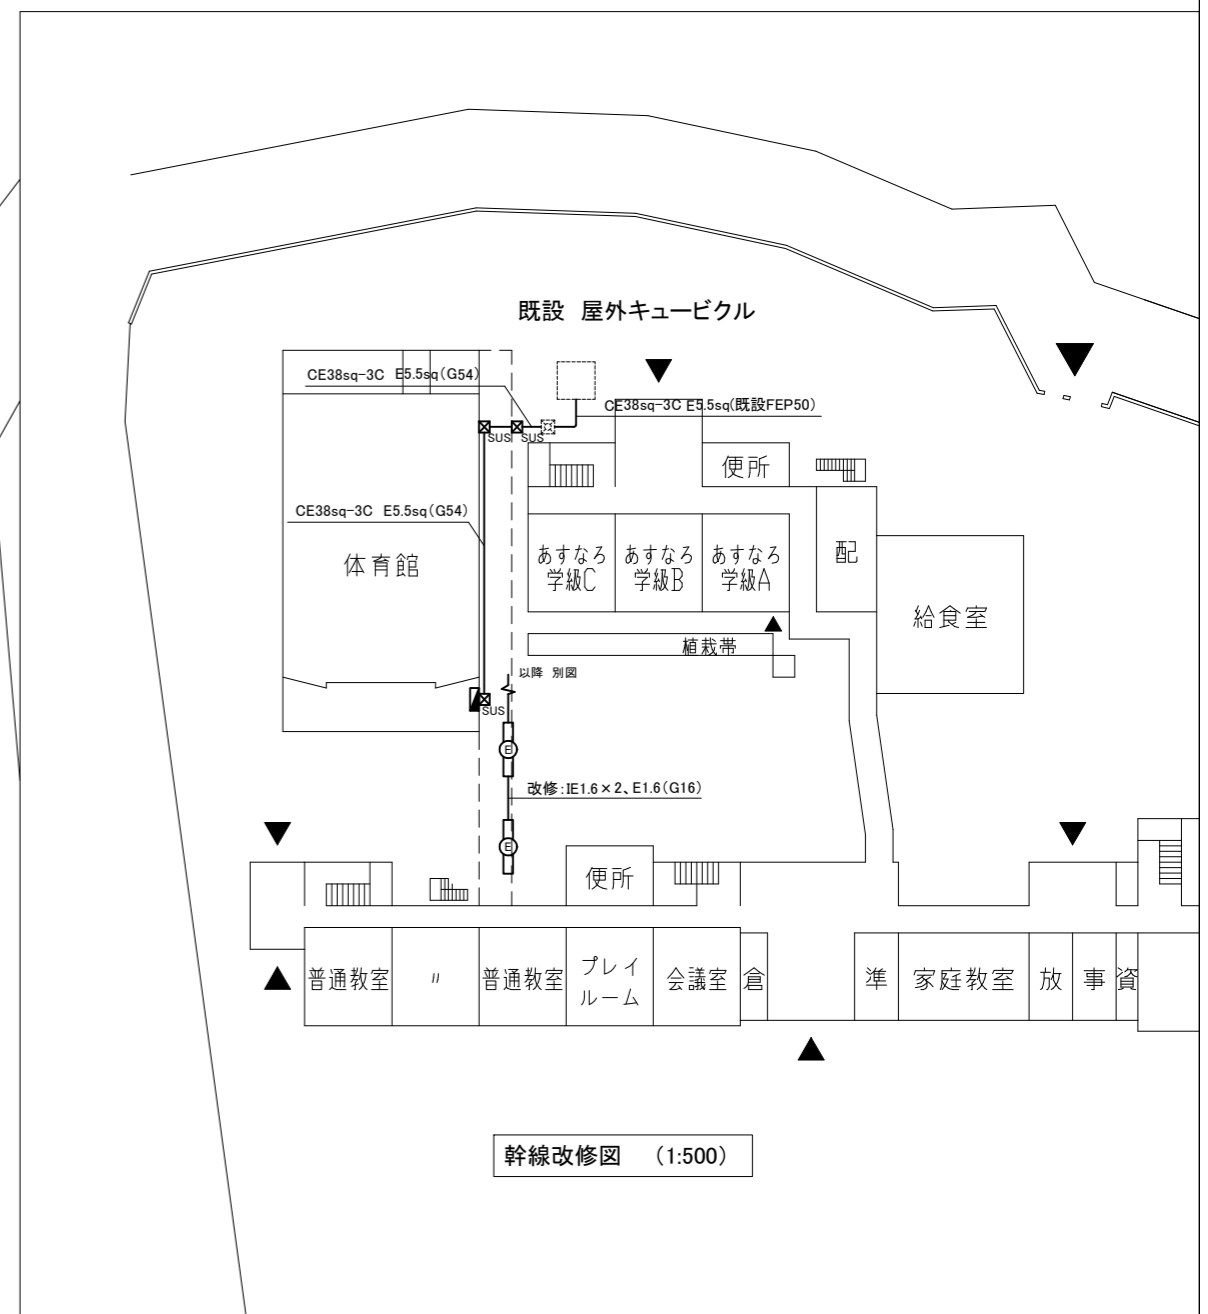 既設 屋外キュービクル
CE38sq-3C E5.5sq(G54)
CE38sq-3C E5.5sq(既設FEP50)
SUS
SUS
便所
CE38sq-3C E5.5sq(G54)
体育館
あすなろ
学級C
あすなろ
学級B
あすなろ
学級A
配
給食室
植栽帯
以降 別図
SUS
E
改修:IE1.6×2、E1.6(G16)
E
便所
普通教室
〃
普通教室
プレイ
ルーム
会議室
倉
準
家庭教室
放
事
資
幹線改修図 (1:500)